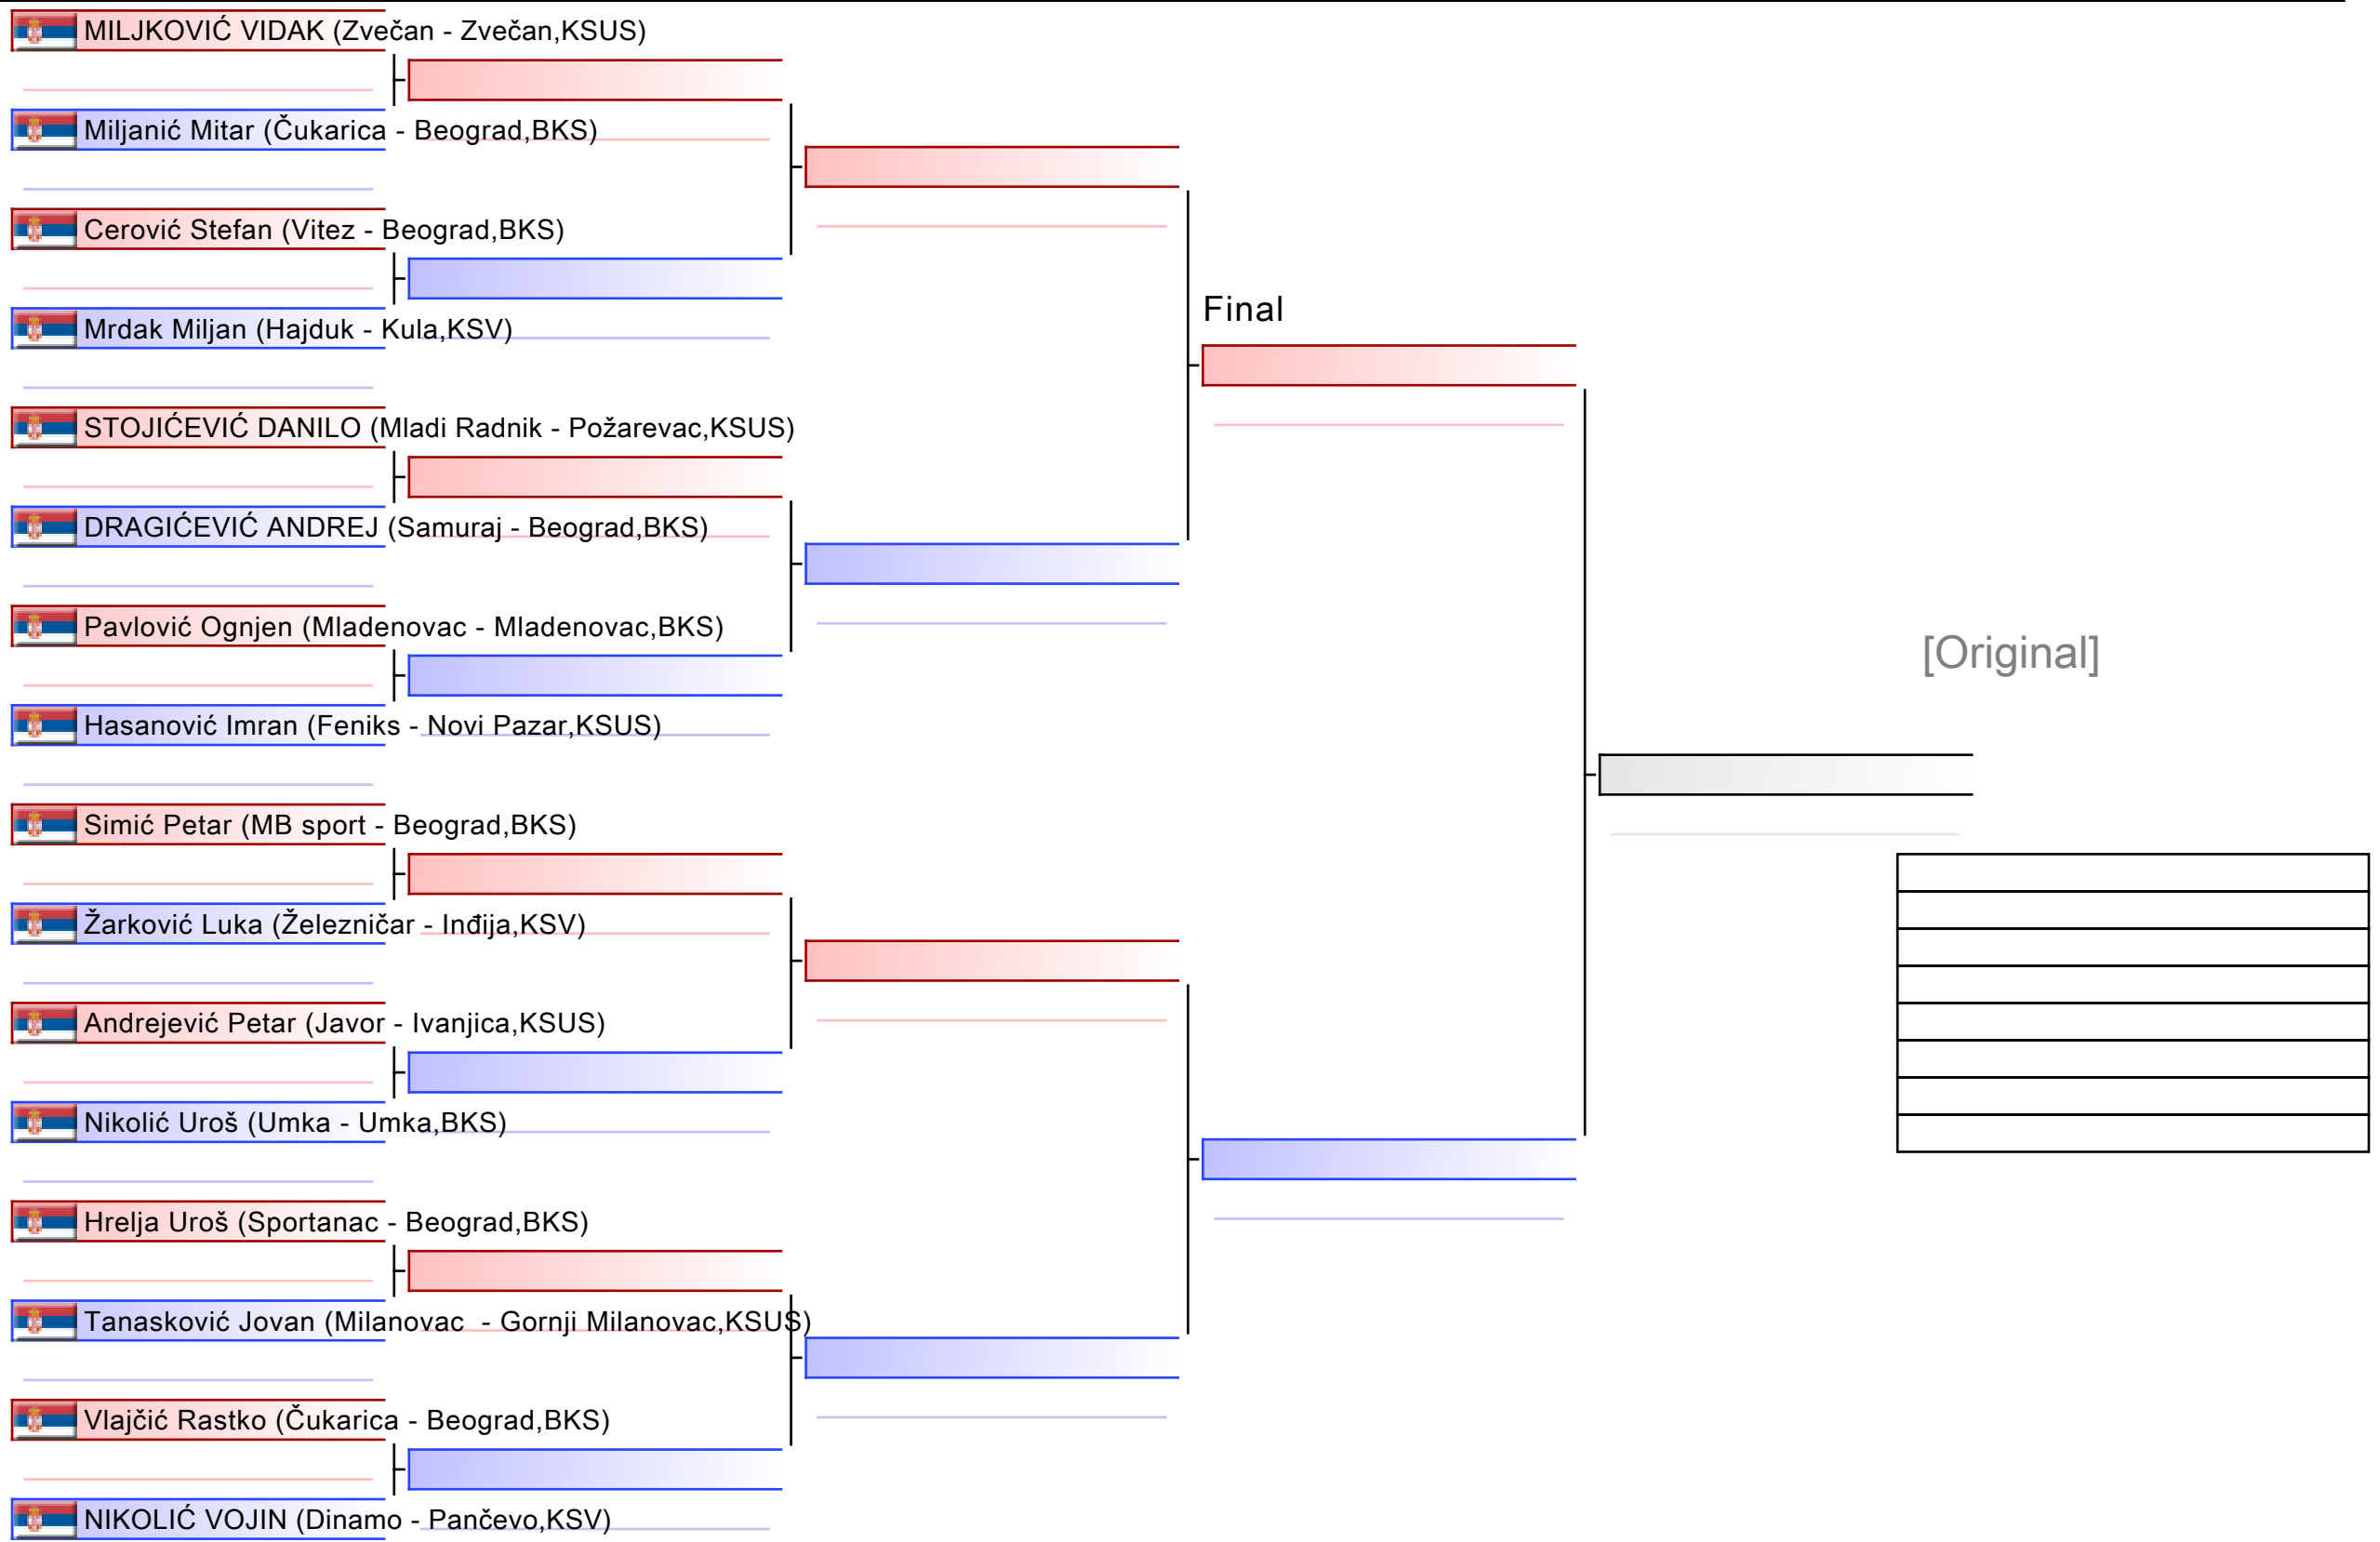 MILJKOVIĆ VIDAK (Zvečan - Zvečan,KSUS)
Miljanić Mitar (Čukarica - Beograd,BKS)
Cerović Stefan (Vitez - Beograd,BKS)
Final
Mrdak Miljan (Hajduk - Kula,KSV)
STOJIĆEVIĆ DANILO (Mladi Radnik - Požarevac,KSUS)
DRAGIĆEVIĆ ANDREJ (Samuraj - Beograd,BKS)
Pavlović Ognjen (Mladenovac - Mladenovac,BKS)
[Original]
Hasanović Imran (Feniks - Novi Pazar,KSUS)
Simić Petar (MB sport - Beograd,BKS)
Žarković Luka (Železničar - Inđija,KSV)
Andrejević Petar (Javor - Ivanjica,KSUS)
Nikolić Uroš (Umka - Umka,BKS)
Hrelja Uroš (Sportanac - Beograd,BKS)
Tanasković Jovan (Milanovac  - Gornji Milanovac,KSUS)
Vlajčić Rastko (Čukarica - Beograd,BKS)
NIKOLIĆ VOJIN (Dinamo - Pančevo,KSV)